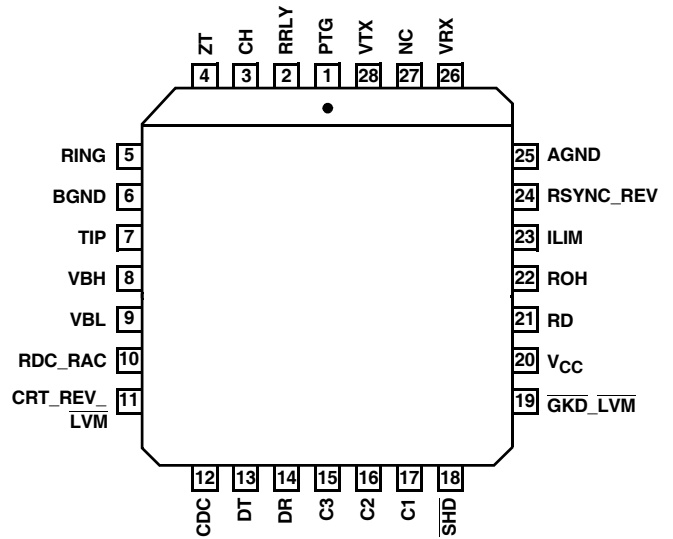 ZT CH RRLY PTG VTX NC VRX
4 3 2 1 28 27 26
RING 5
25 AGND
BGND 6
24 RSYNC_REV
TIP 7
23 ILIM
VBH 8
22 ROH
VBL 9
21 RD
RDC_RAC 10
20 VCC
CRT_REV_
LVM
11
19 GKD_LVM
12 13 14 15 16 17 18
CDC DT DR C3 C2 C1 SHD